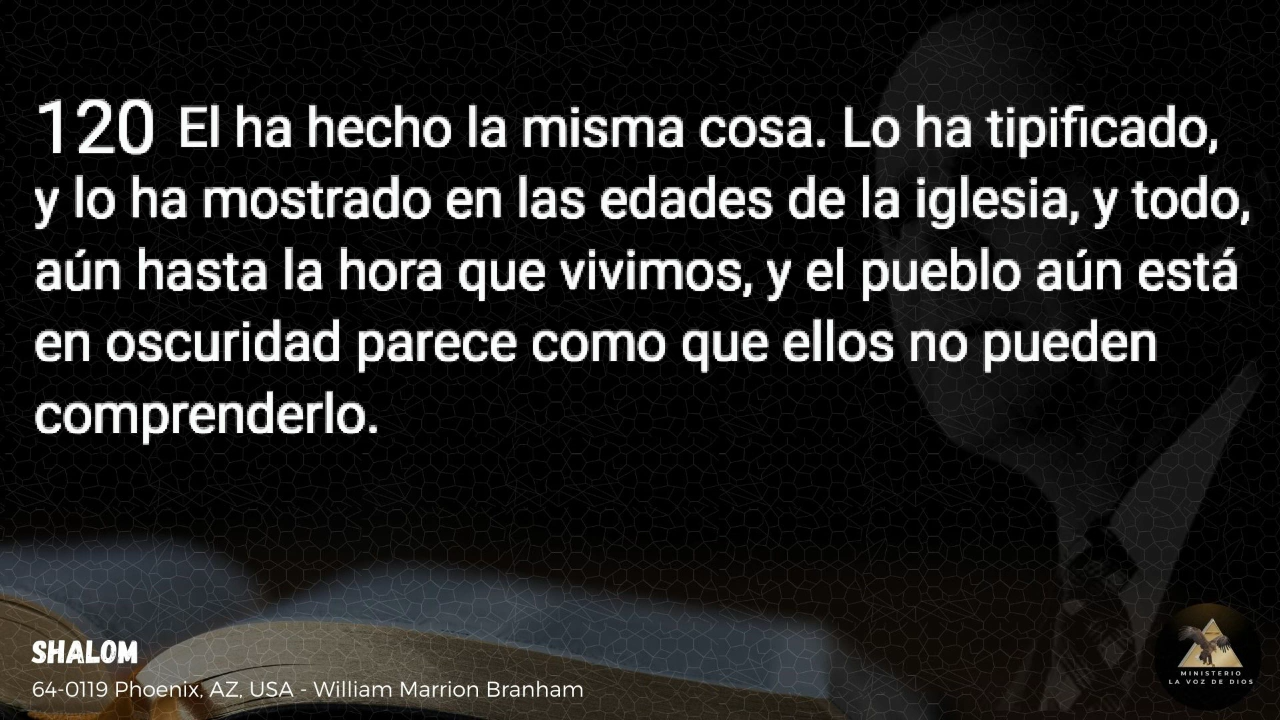 120 El ha hecho la misma cosa. Lo ha tipificado,
y lo ha mostrado en las edades de la iglesia, y todo,
aún hasta la hora que vivimos, y el pueblo aún está
en oscuridad parece como que ellos no pueden
comprenderlo.
SHALOM
64-0119 Phoenix, AZ, USA - William Marrion Branham
MINISTERIO
LA VOZ DE DIOS